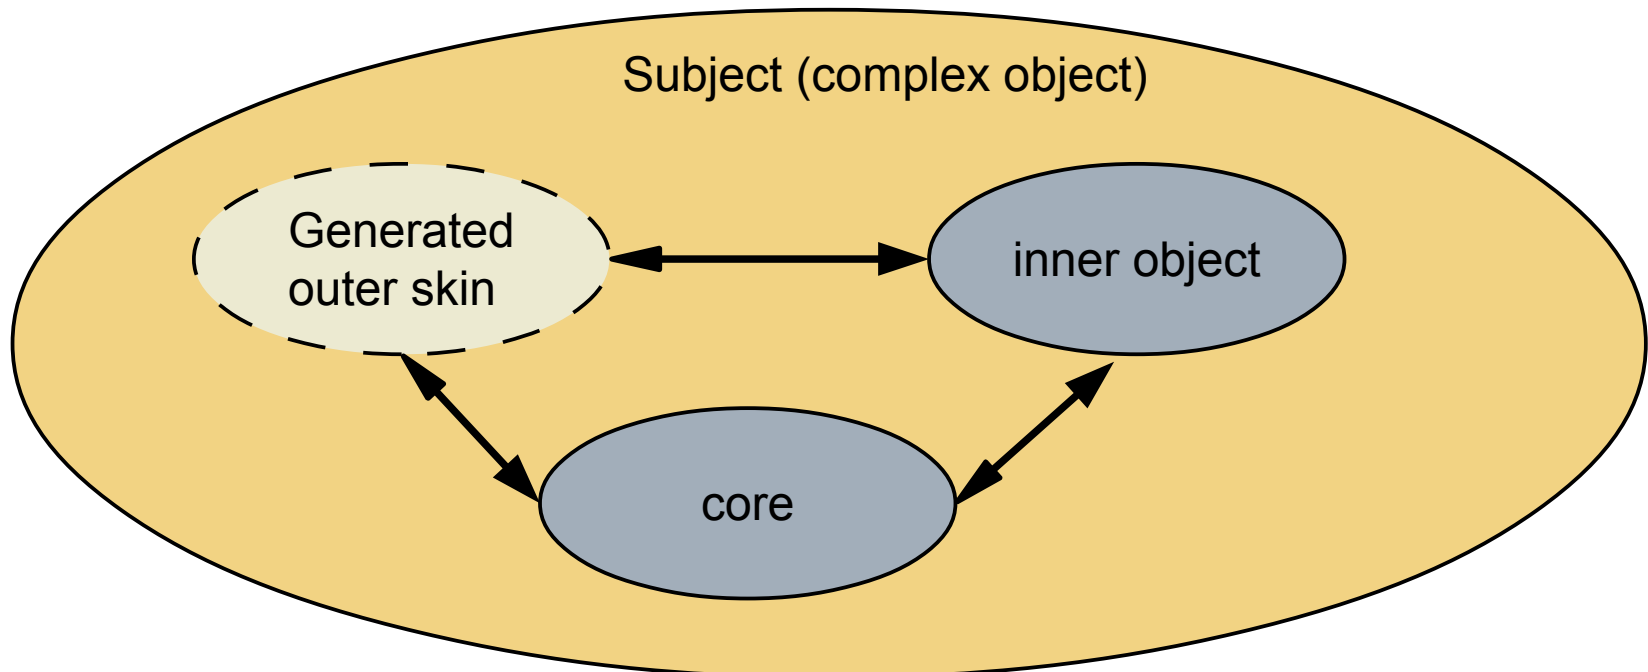 Subject (complex object)
Generated
outer skin
inner object
core